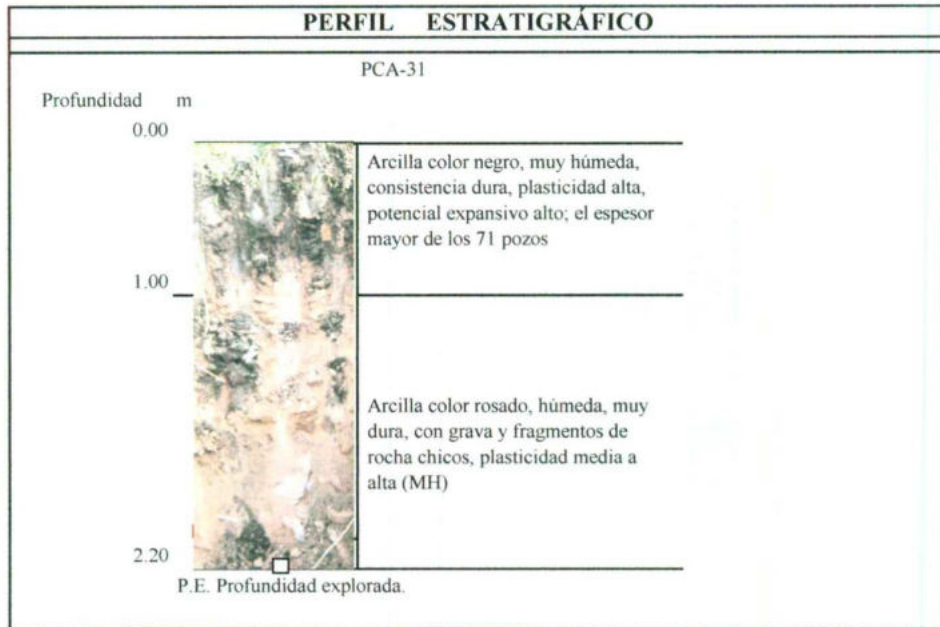 PERFIL ESTRATIGRÁFICO
PCA-31
Profundidad m
0.00
Arcilla color negro, muy húmeda,
consistencia dura, plasticidad alta,
potencial expansivo alto; el espesor
mayor de los 71 pozos
1.00
Arcilla color rosado, húmeda, muy
dura, con grava y fragmentos de
rocha chicos, plasticidad media a
alta (MH)
2.20
P.E. Profundidad explorada.